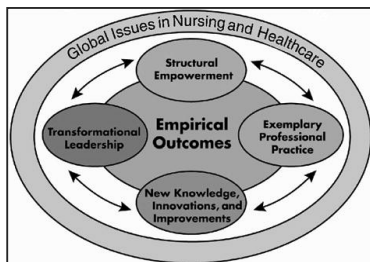 Global Issues in Nursing and Healthcare
Structural
Empowerment
Transformational
Leadership
Empirical
Outcomes
Exemplary
Professional
Practice
New Knowledge,
Innovations, and
Improvements